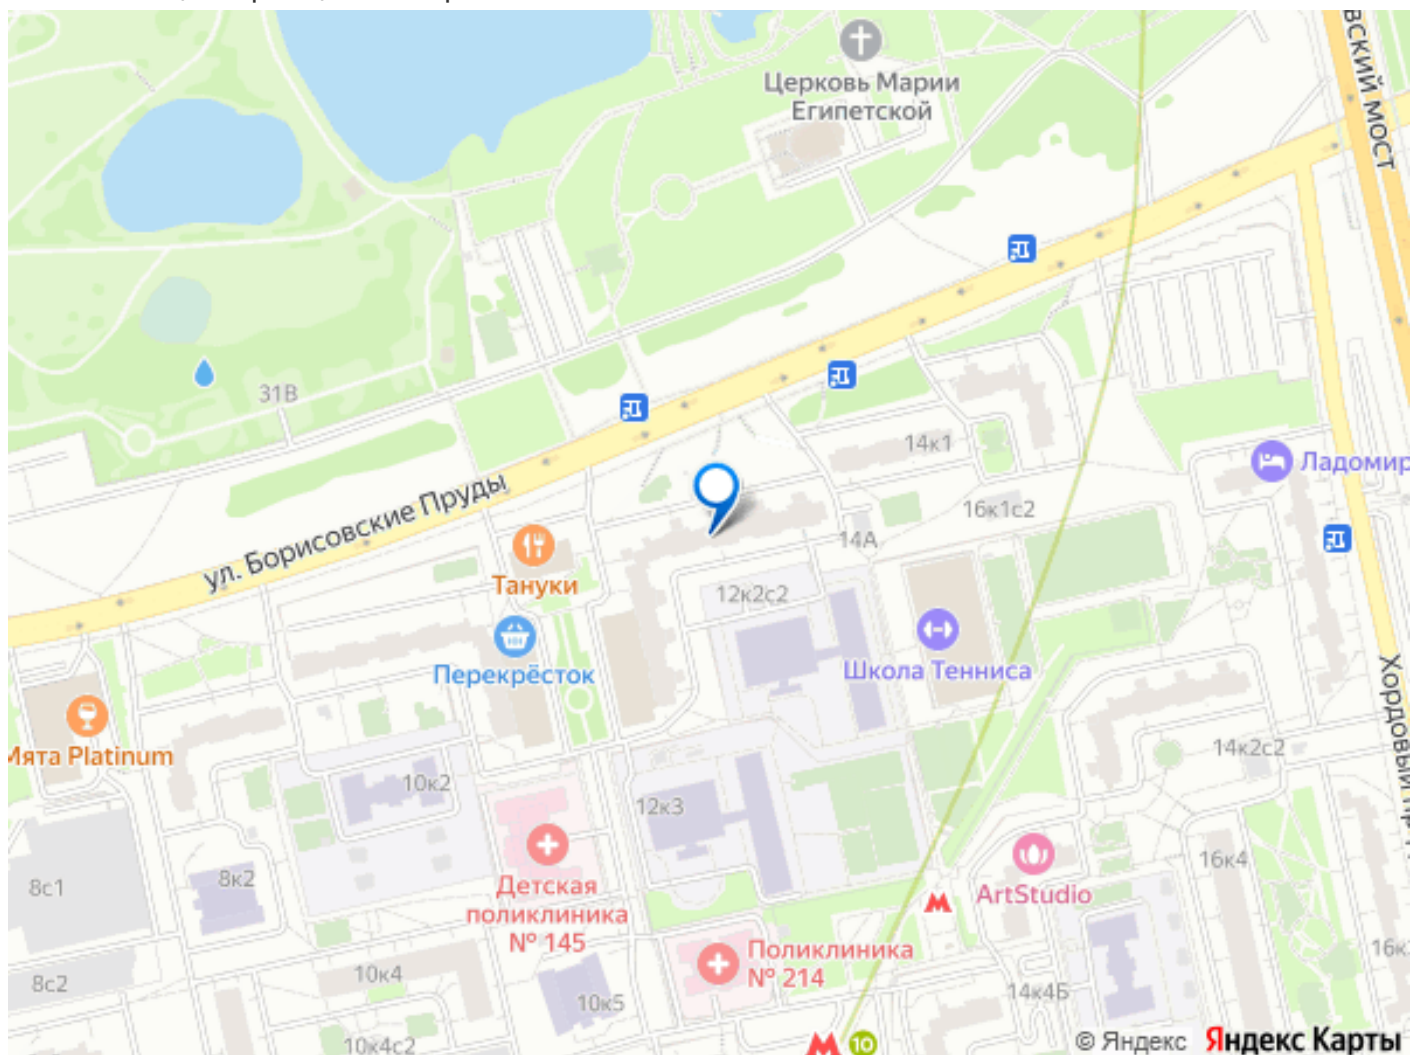 вский мост
Церковь Марии
Египетской
31В
14к1
Ладомир
ул. Борисовские Пруды
16к1с2
14А
Тануки
12к2с2
Перекрёсток
Школа Тенниса
Мята Platinum
Хордовый пр
14к2с2
10к2
12к3
8с1
8к2
16к4
Детская
поликлиника
№ 145
ArtStudio
Поликлиника
№ 214
16к
10к4
8с2
10к5
14к4Б
10к4с2
10
© Яндекс
Яндекс Карты